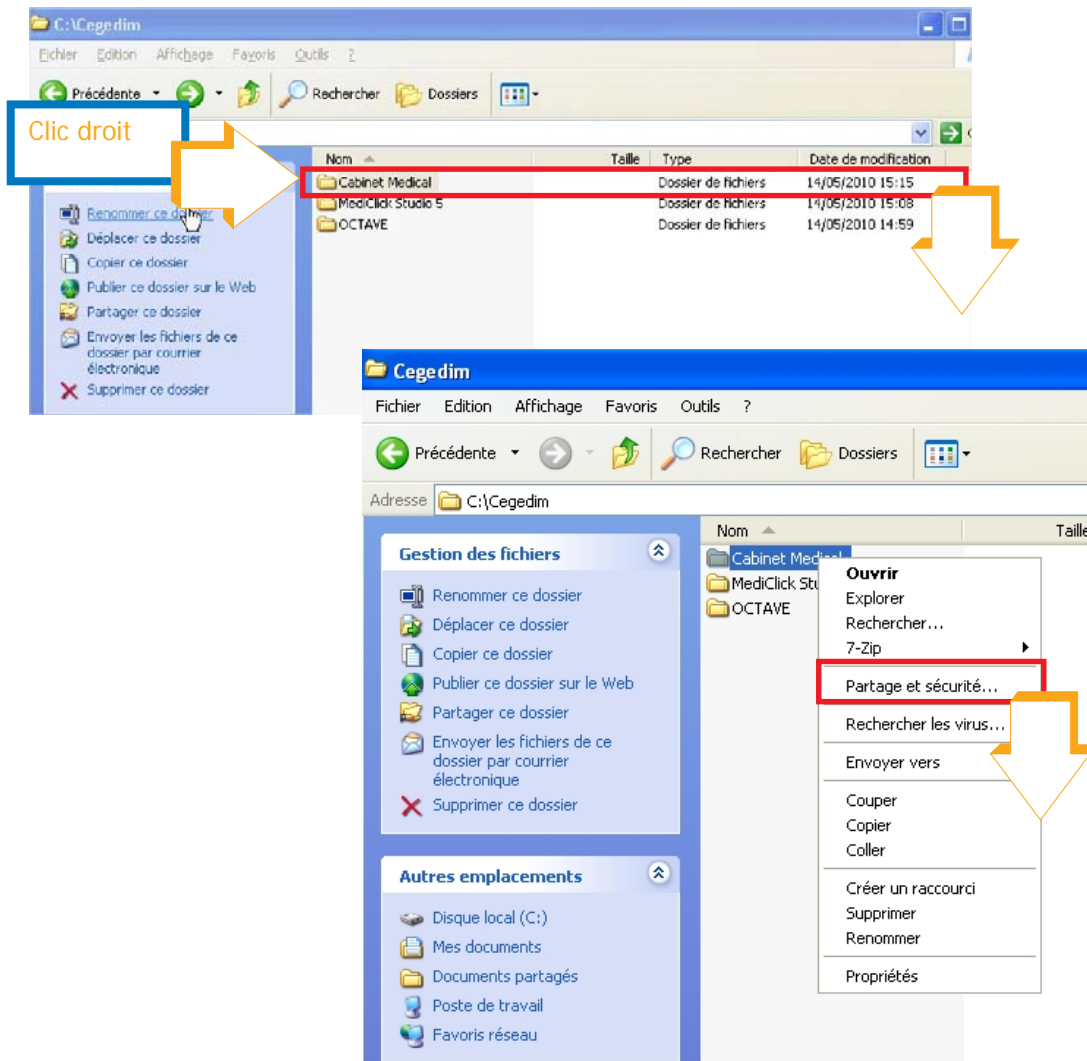 C:\Cegedim
Fichier Edition Affichage Favoris Outils ?
Précédente Rechercher Dossiers
Clic droit
Nom Taille Type Date de modification
Cabinet Medical Dossier de fichiers 14/05/2010 15:15
MediClick Studio 5 Dossier de fichiers 14/05/2010 15:08
OCTAVE Dossier de fichiers 14/05/2010 14:59
Renommer ce dossier
Déplacer ce dossier
Copier ce dossier
Publier ce dossier sur le Web
Partager ce dossier
Envoyer les fichiers de ce
dossier par courrier
électronique
Supprimer ce dossier
Cegedim
Fichier Edition Affichage Favoris Outils ?
Précédente Rechercher Dossiers
Adresse C:\Cegedim
Nom Taille
Gestion des fichiers
Renommer ce dossier
Déplacer ce dossier
Copier ce dossier
Publier ce dossier sur le Web
Partager ce dossier
Envoyer les fichiers de ce
dossier par courrier
électronique
Supprimer ce dossier
Autres emplacements
Disque local (C:)
Mes documents
Documents partagés
Poste de travail
Favoris réseau
Cabinet Medical
MediClick Stu
OCTAVE
Ouvrir
Explorer
Rechercher...
7-Zip
Partage et sécurité...
Rechercher les virus...
Envoyer vers
Couper
Copier
Coller
Créer un raccourci
Supprimer
Renommer
Propriétés